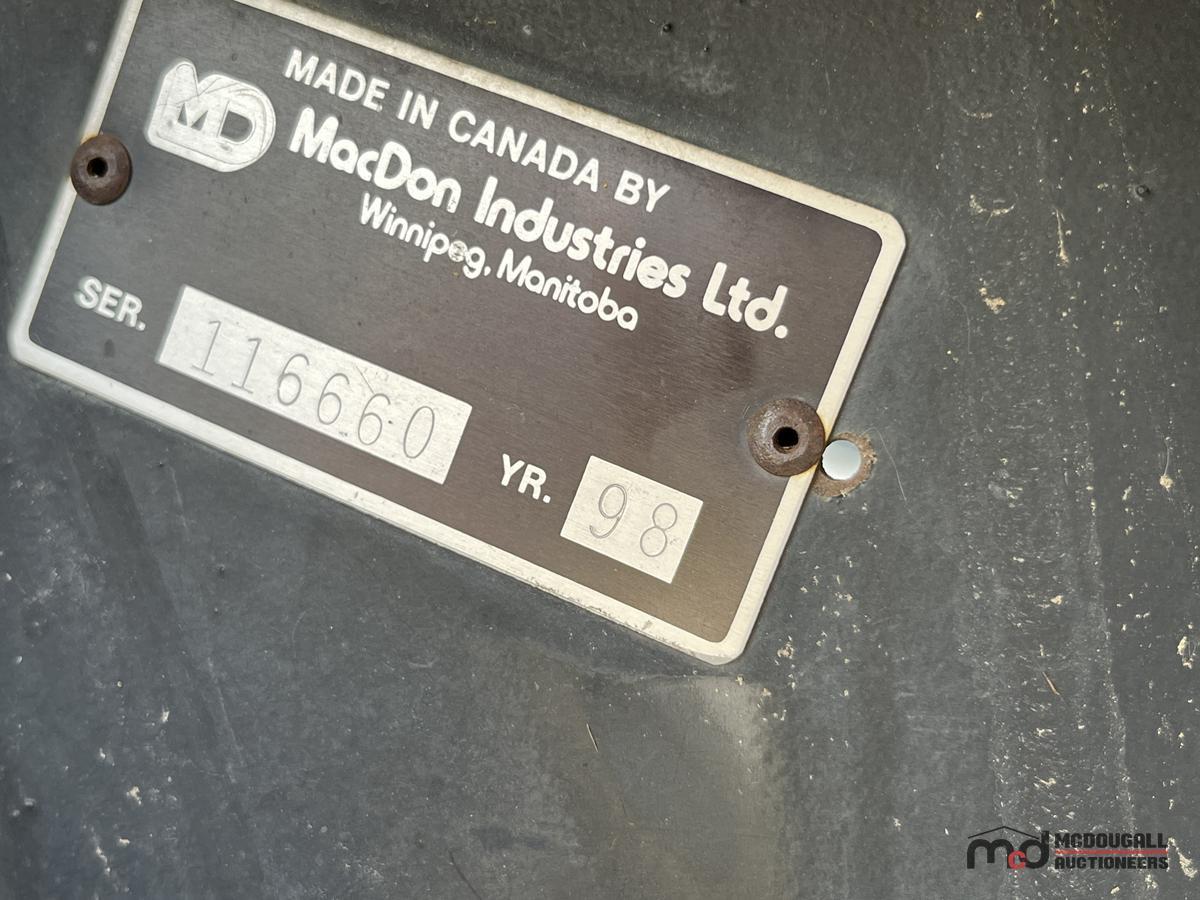 MADE IN CANADA BY
MD
MacDon Industries Ltd.
Winnipeg, Manitoba
SER. 116660
YR. 98
mcd MCDOUGALL
AUCTIONEERS